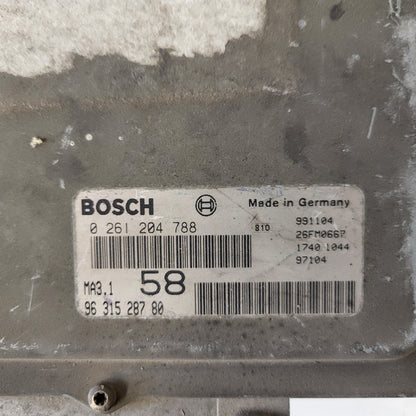 BOSCH Made in Germany
0 261 204 788 810 991104
26FM0667
1740 1044
97104
MA3.1 58
96 315 287 80